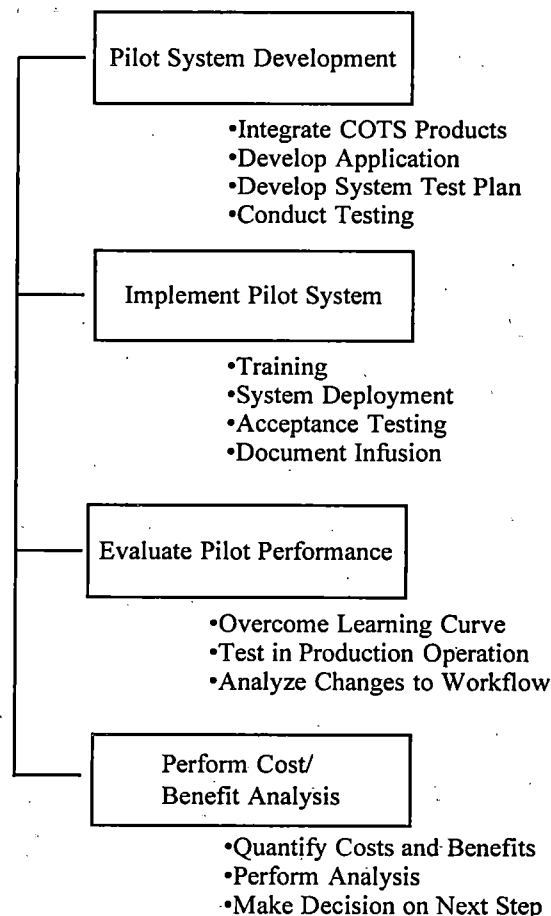 Pilot System Development
•Integrate COTS Products
•Develop Application
•Develop System Test Plan
•Conduct Testing
Implement Pilot System
•Training
•System Deployment
•Acceptance Testing
•Document Infusion
Evaluate Pilot Performance
•Overcome Learning Curve
•Test in Production Operation
•Analyze Changes to Workflow
Perform Cost/
Benefit Analysis
•Quantify Costs and Benefits
•Perform Analysis
•Make Decision on Next Step